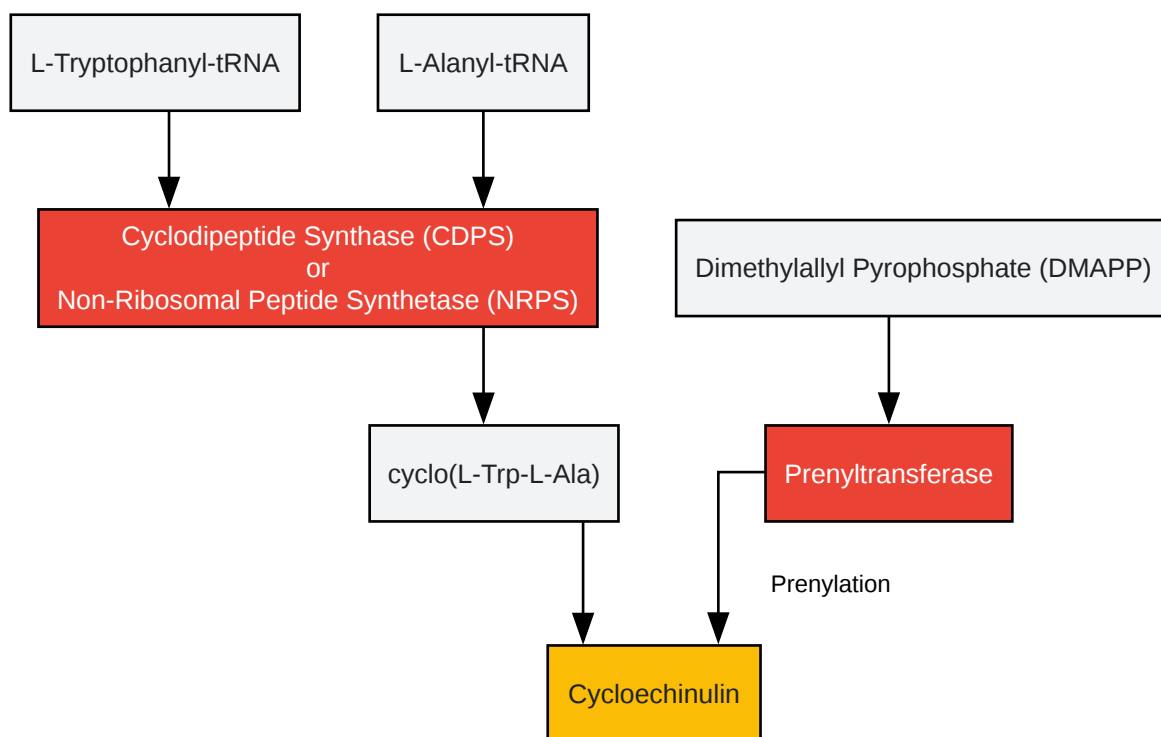 L-Tryptophanyl-tRNA
L-Alanyl-tRNA
Cyclodipeptide Synthase (CDPS)
or
Non-Ribosomal Peptide Synthetase (NRPS)
Dimethylallyl Pyrophosphate (DMAPP)
cyclo(L-Trp-L-Ala)
Prenyltransferase
Prenylation
Cycloechinulin